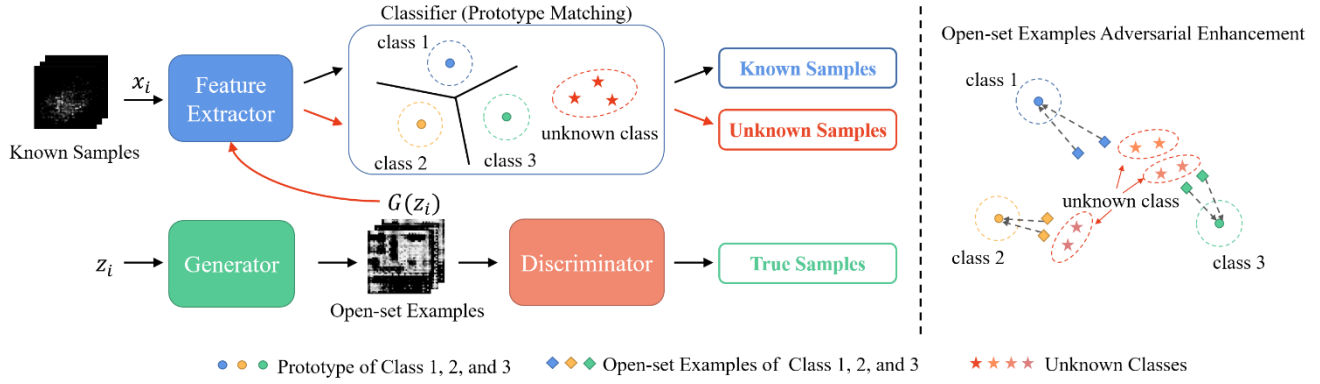 Classifier (Prototype Matching)
x_i
Known Samples
Feature
Extractor
class 1
class 2
class 3
unknown class
Known Samples
Unknown Samples
G(z_i)
z_i
Generator
Open-set Examples
Discriminator
True Samples
Open-set Examples Adversarial Enhancement
class 1
unknown class
class 2
class 3
Prototype of Class 1, 2, and 3
Open-set Examples of Class 1, 2, and 3
Unknown Classes